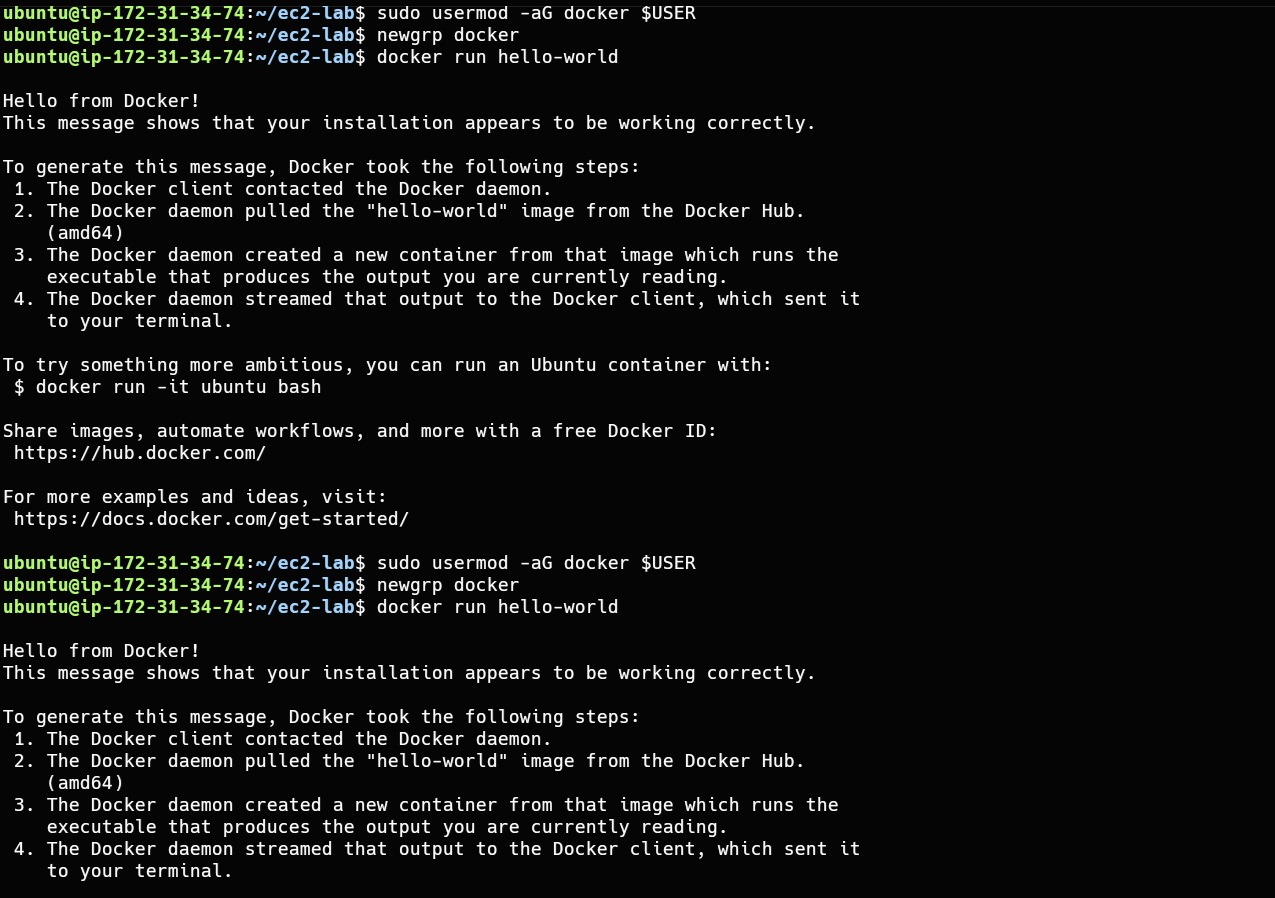 ubuntu@ip-172-31-34-74:~/ec2-lab$ sudo usermod -aG docker $USER
ubuntu@ip-172-31-34-74:~/ec2-lab$ newgrp docker
ubuntu@ip-172-31-34-74:~/ec2-lab$ docker run hello-world

Hello from Docker!
This message shows that your installation appears to be working correctly.

To generate this message, Docker took the following steps:
 1. The Docker client contacted the Docker daemon.
 2. The Docker daemon pulled the "hello-world" image from the Docker Hub.
    (amd64)
 3. The Docker daemon created a new container from that image which runs the
    executable that produces the output you are currently reading.
 4. The Docker daemon streamed that output to the Docker client, which sent it
    to your terminal.

To try something more ambitious, you can run an Ubuntu container with:
 $ docker run -it ubuntu bash

Share images, automate workflows, and more with a free Docker ID:
 https://hub.docker.com/

For more examples and ideas, visit:
 https://docs.docker.com/get-started/

ubuntu@ip-172-31-34-74:~/ec2-lab$ sudo usermod -aG docker $USER
ubuntu@ip-172-31-34-74:~/ec2-lab$ newgrp docker
ubuntu@ip-172-31-34-74:~/ec2-lab$ docker run hello-world

Hello from Docker!
This message shows that your installation appears to be working correctly.

To generate this message, Docker took the following steps:
 1. The Docker client contacted the Docker daemon.
 2. The Docker daemon pulled the "hello-world" image from the Docker Hub.
    (amd64)
 3. The Docker daemon created a new container from that image which runs the
    executable that produces the output you are currently reading.
 4. The Docker daemon streamed that output to the Docker client, which sent it
    to your terminal.